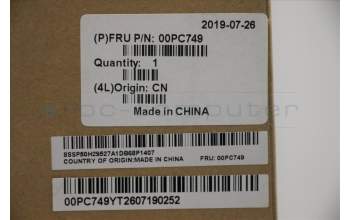 2019-07-26
(P)FRU P/N: 00PC749
Quantity: 1
(4L)Origin: CN
Made in CHINA
8SSP60H29527A1DG68P1407
COUNTRY OF ORIGIN:MADE IN CHINA FRU: 00PC749
00PC749YT2607190252